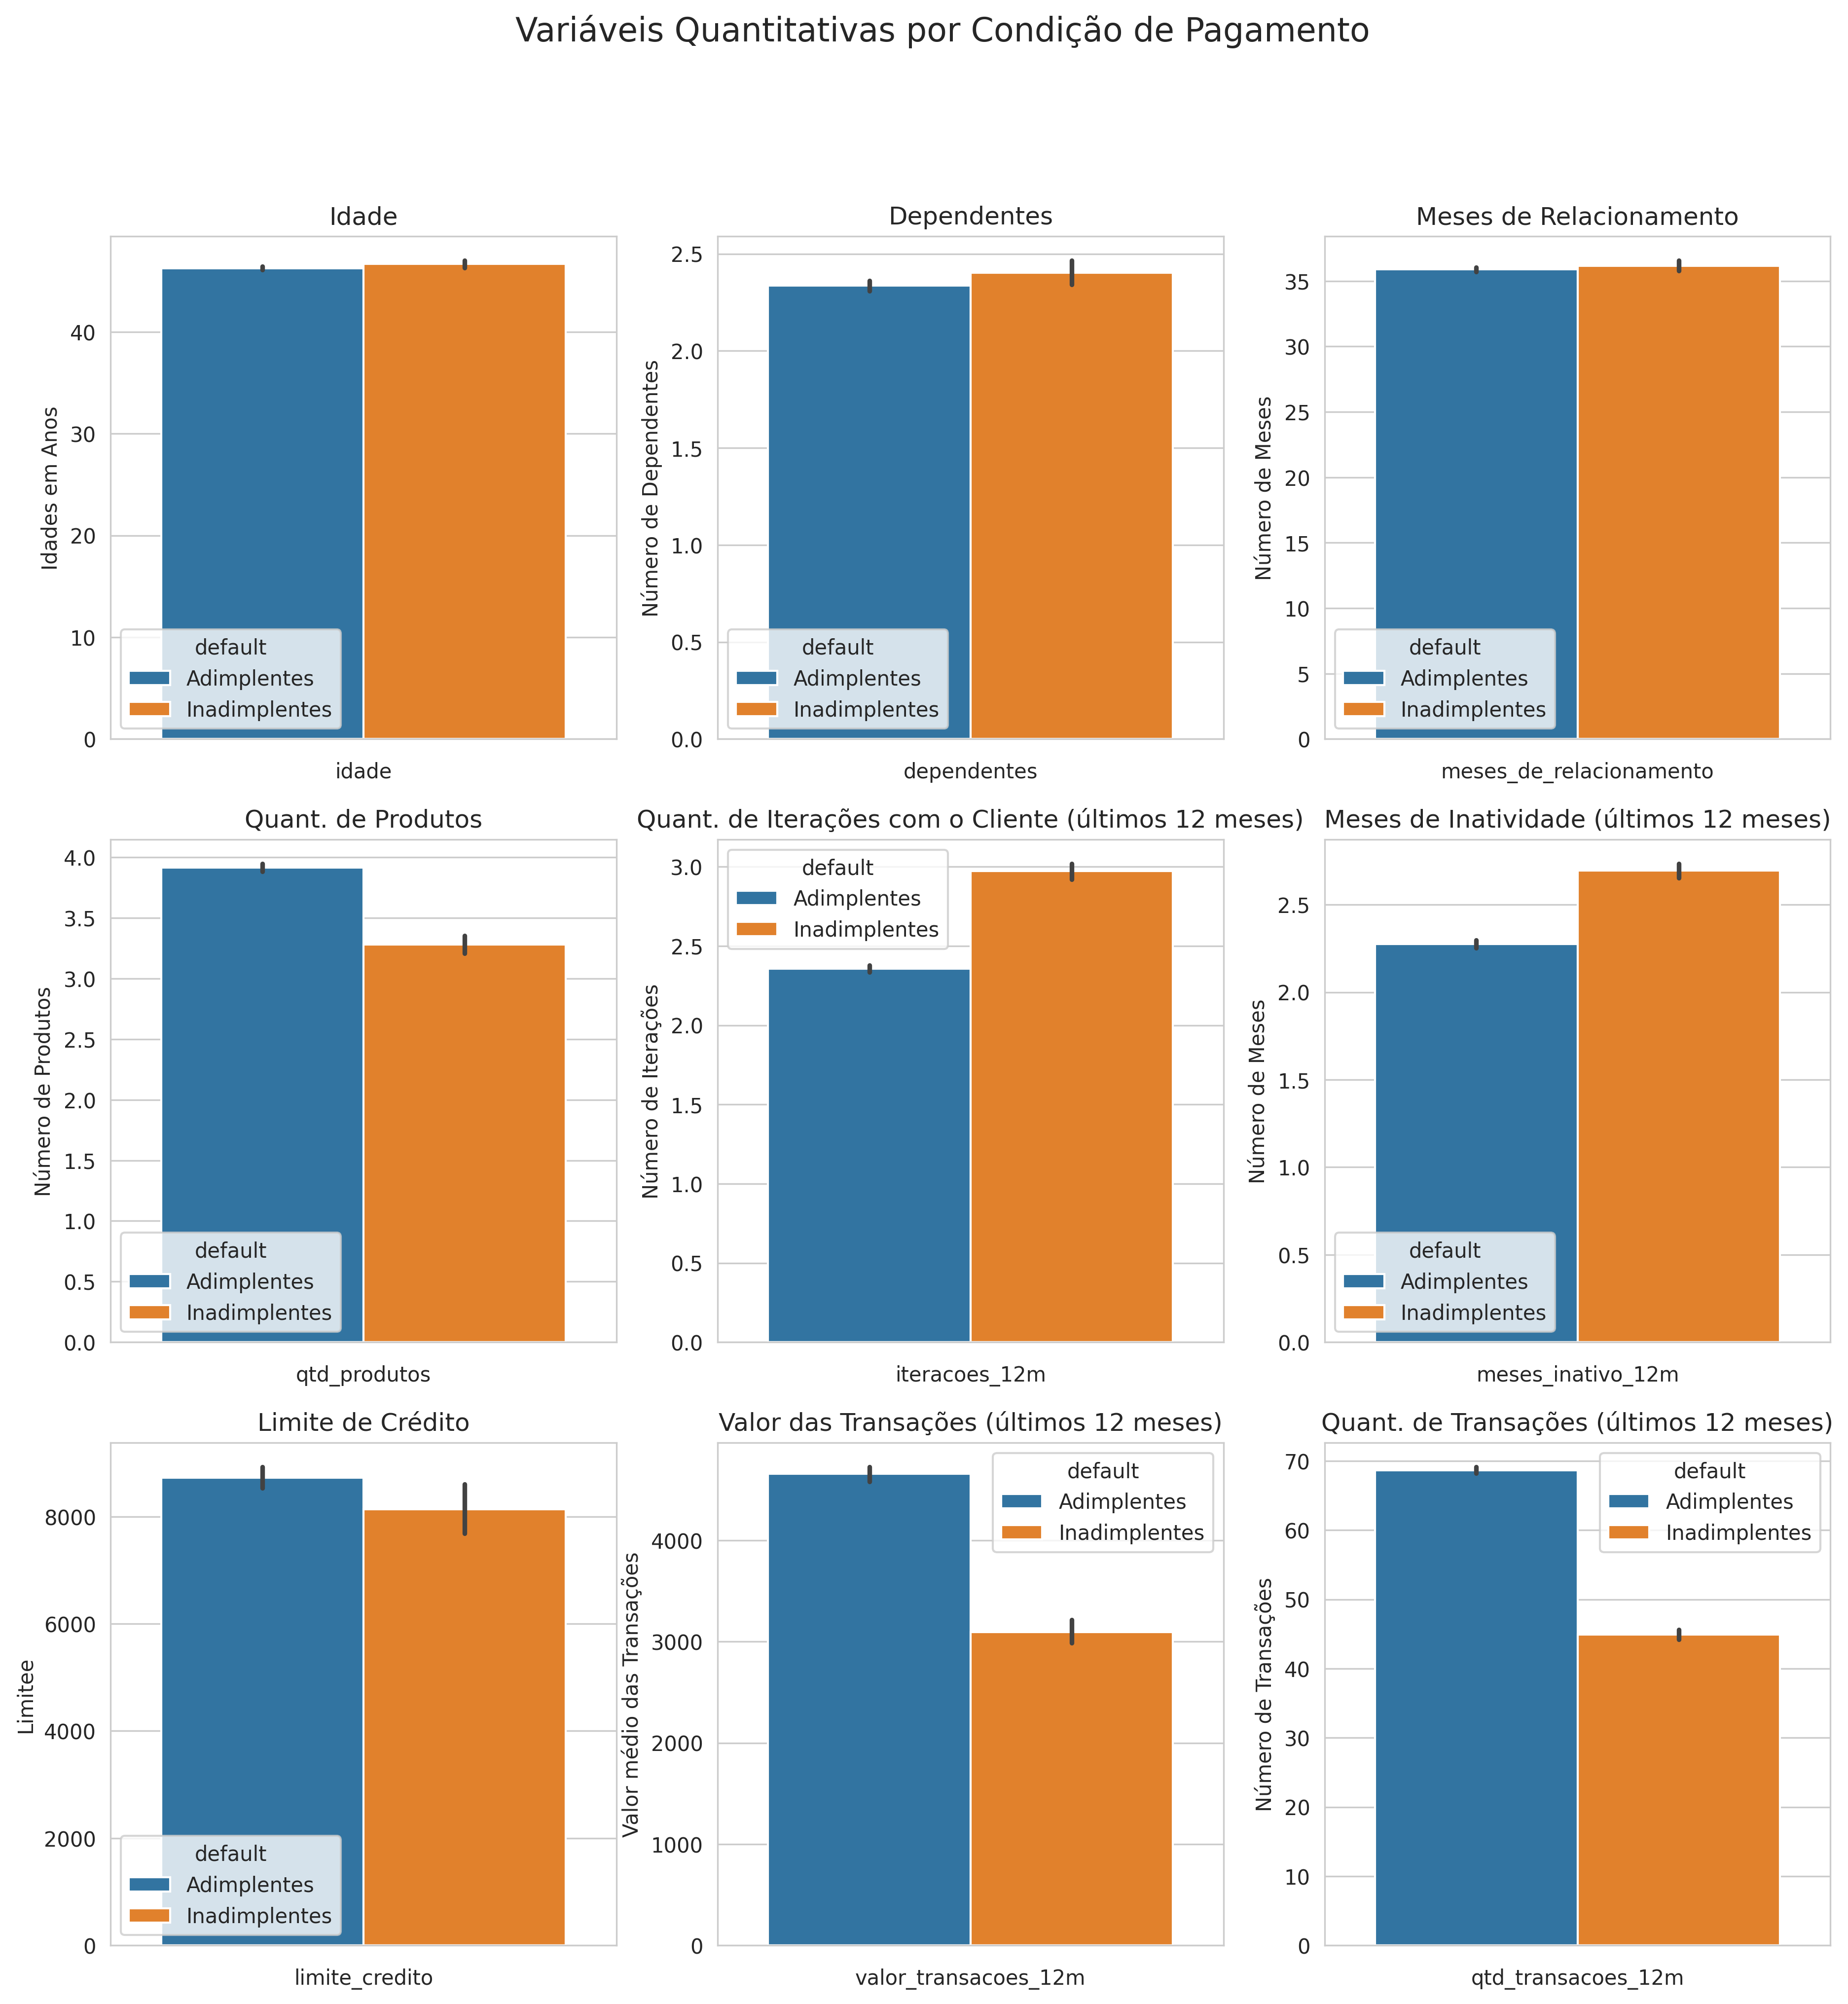 Variáveis Quantitativas por Condição de Pagamento
Idade
Idades em Anos
40
30
20
10
0
default
Adimplentes
Inadimplentes
idade
Dependentes
Número de Dependentes
2.5
2.0
1.5
1.0
0.5
0.0
default
Adimplentes
Inadimplentes
dependentes
Meses de Relacionamento
Número de Meses
35
30
25
20
15
10
5
0
default
Adimplentes
Inadimplentes
meses_de_relacionamento
Quant. de Produtos
Número de Produtos
4.0
3.5
3.0
2.5
2.0
1.5
1.0
0.5
0.0
default
Adimplentes
Inadimplentes
qtd_produtos
Quant. de Iterações com o Cliente (últimos 12 meses)
Número de Iterações
3.0
2.5
2.0
1.5
1.0
0.5
0.0
default
Adimplentes
Inadimplentes
iteracoes_12m
Meses de Inatividade (últimos 12 meses)
Número de Meses
2.5
2.0
1.5
1.0
0.5
0.0
default
Adimplentes
Inadimplentes
meses_inativo_12m
Limite de Crédito
Limitee
8000
6000
4000
2000
0
default
Adimplentes
Inadimplentes
limite_credito
Valor das Transações (últimos 12 meses)
Valor médio das Transações
4000
3000
2000
1000
0
default
Adimplentes
Inadimplentes
valor_transacoes_12m
Quant. de Transações (últimos 12 meses)
Número de Transações
70
60
50
40
30
20
10
0
default
Adimplentes
Inadimplentes
qtd_transacoes_12m